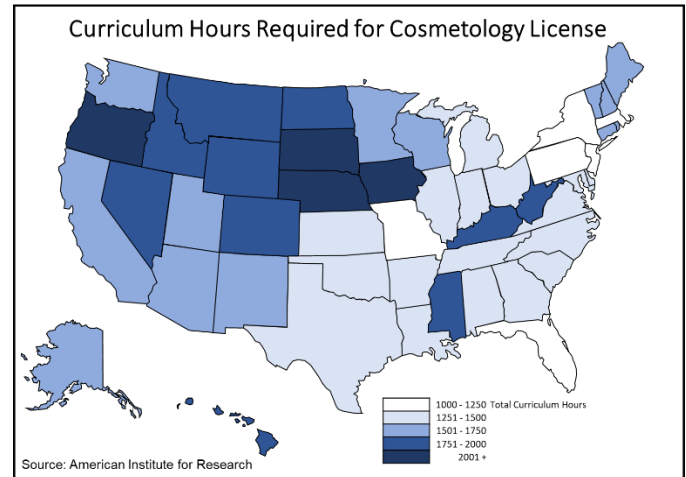 Curriculum Hours Required for Cosmetology License
1000 - 1250 Total Curriculum Hours
1251 - 1500
1501 - 1750
1751 - 2000
2001 +
Source: American Institute for Research